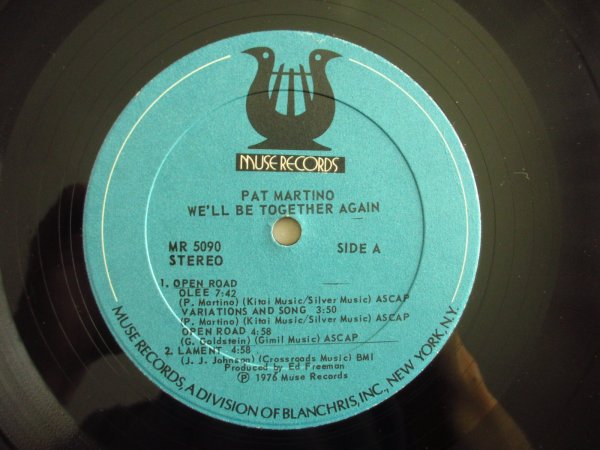 MUSE RECORDS
PAT MARTINO
WE'LL BE TOGETHER AGAIN
MR 5090
STEREO
SIDE A
1. OPEN ROAD
OLEE 7:42
(P. Martino) (Kitai Music/Silver Music) ASCAP
VARIATIONS AND SONG 3:50
(P. Martino) (Kitai Music/Silver Music) ASCAP
OPEN ROAD 4:58
(G. Goldstein) (Gimil Music) ASCAP
2. LAMENT 4:58
(J. J. Johnson) (Crossroads Music) BMI
Produced by Ed Freeman
Ⓟ 1976 Muse Records
MUSE RECORDS, A DIVISION OF BLANCHRIS, INC., NEW YORK, N.Y.